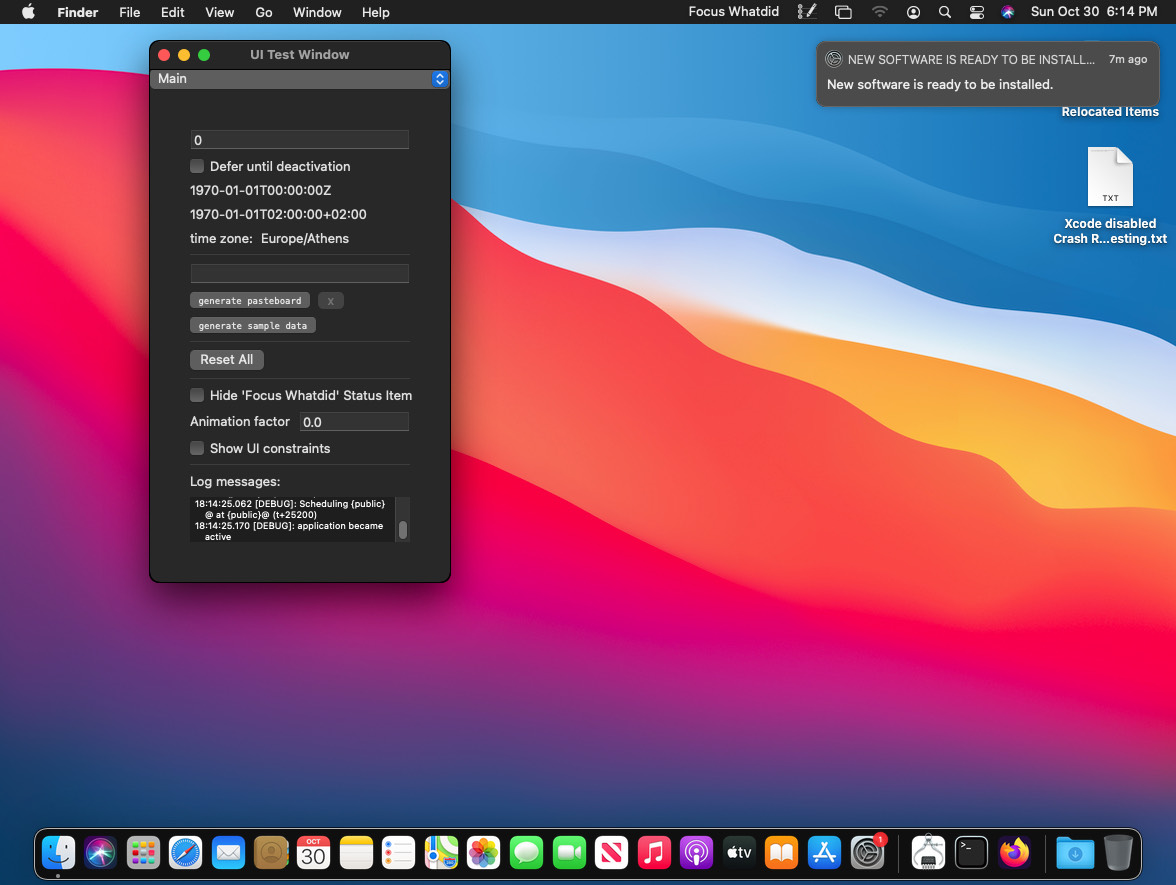 Finder File Edit View Go Window Help Focus Whatdid Sun Oct 30 6:14 PM
UI Test Window
Main
NEW SOFTWARE IS READY TO BE INSTALL... 7m ago
New software is ready to be installed.
Relocated Items
TXT
Xcode disabled
Crash R...esting.txt
0
Defer until deactivation
1970-01-01T00:00:00Z
1970-01-01T02:00:00+02:00
time zone: Europe/Athens
generate pasteboard x
generate sample data
Reset All
Hide 'Focus Whatdid' Status Item
Animation factor 0.0
Show UI constraints
Log messages:
18:14:25.062 [DEBUG]: Scheduling {public}
@ at {public}@ (t+25200)
18:14:25.170 [DEBUG]: application became
active
OCT
30
tv
1
>_